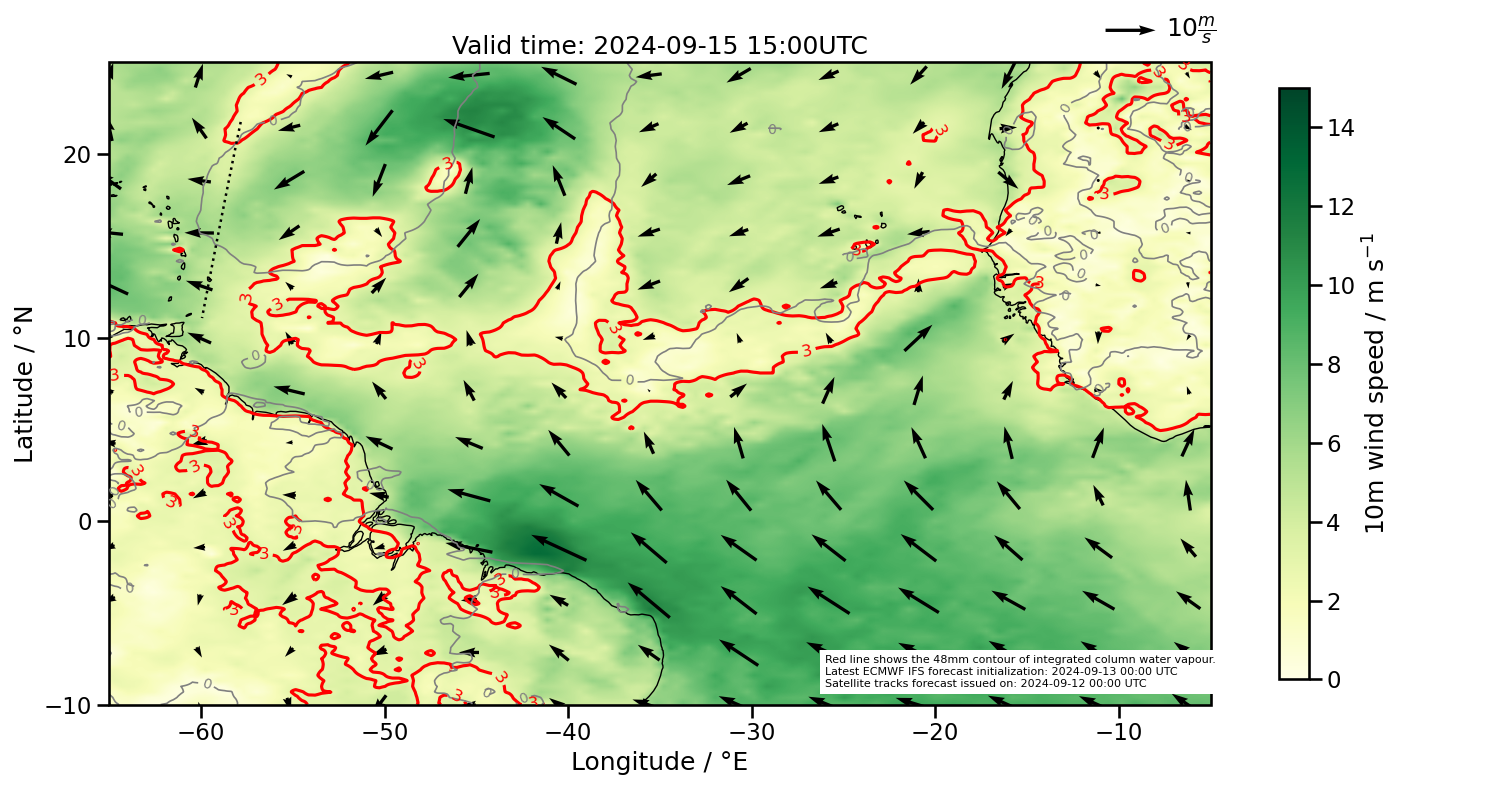 10 m/s
Valid time: 2024-09-15 15:00UTC
Latitude / °N
20
10
0
−10
−60
−50
−40
−30
−20
−10
Longitude / °E
Red line shows the 48mm contour of integrated column water vapour.
Latest ECMWF IFS forecast initialization: 2024-09-13 00:00 UTC
Satellite tracks forecast issued on: 2024-09-12 00:00 UTC
14
12
10
8
6
4
2
0
10m wind speed / m s⁻¹